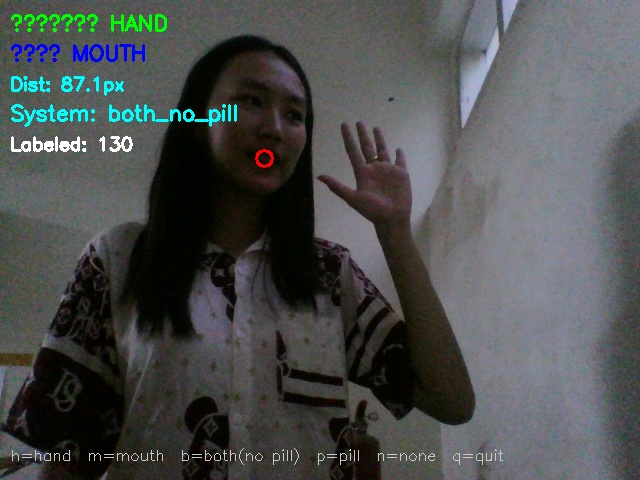 ??????? HAND
???? MOUTH
Dist: 87.1px
System: both_no_pill
Labeled: 130
h=hand m=mouth b=both(no pill) p=pill n=none q=quit